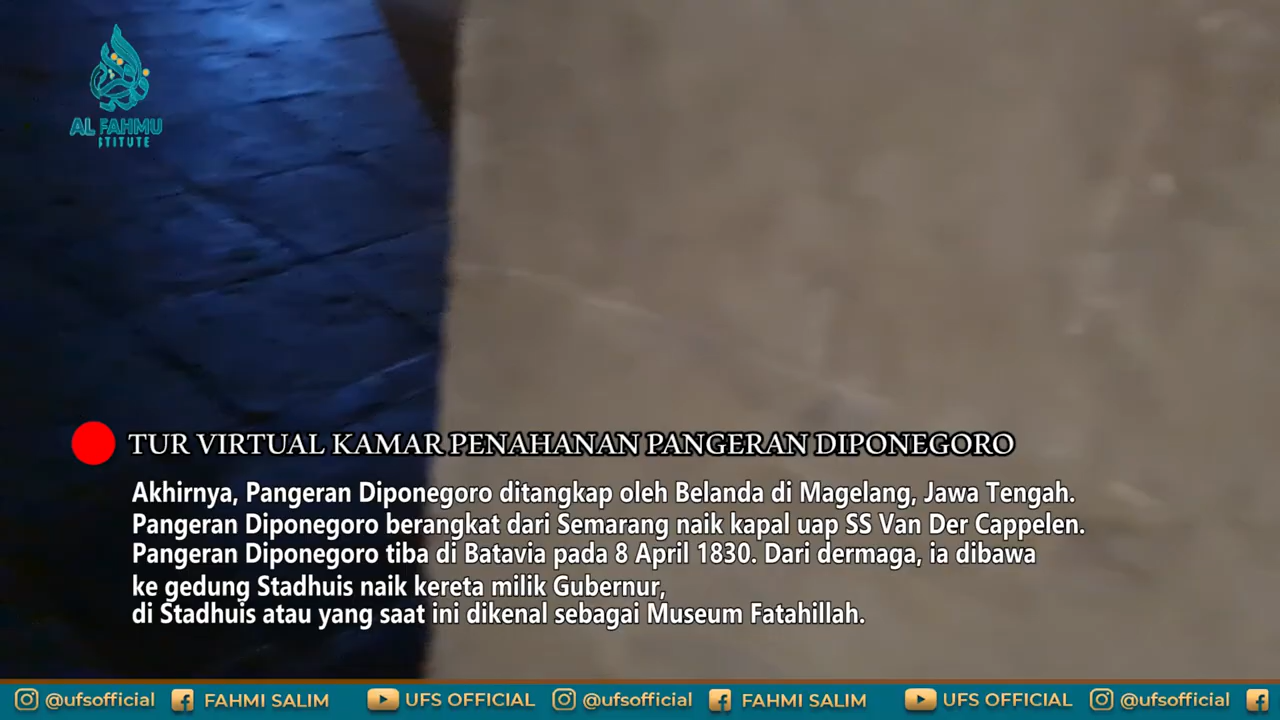 AL FAHMU
STITUTE
TUR VIRTUAL KAMAR PENAHANAN PANGERAN DIPONEGORO
Akhirnya, Pangeran Diponegoro ditangkap oleh Belanda di Magelang, Jawa Tengah.
Pangeran Diponegoro berangkat dari Semarang naik kapal uap SS Van Der Cappelen.
Pangeran Diponegoro tiba di Batavia pada 8 April 1830. Dari dermaga, ia dibawa
ke gedung Stadhuis naik kereta milik Gubernur,
di Stadhuis atau yang saat ini dikenal sebagai Museum Fatahillah.
@ufsofficial FAHMI SALIM UFS OFFICIAL @ufsofficial FAHMI SALIM UFS OFFICIAL @ufsofficial